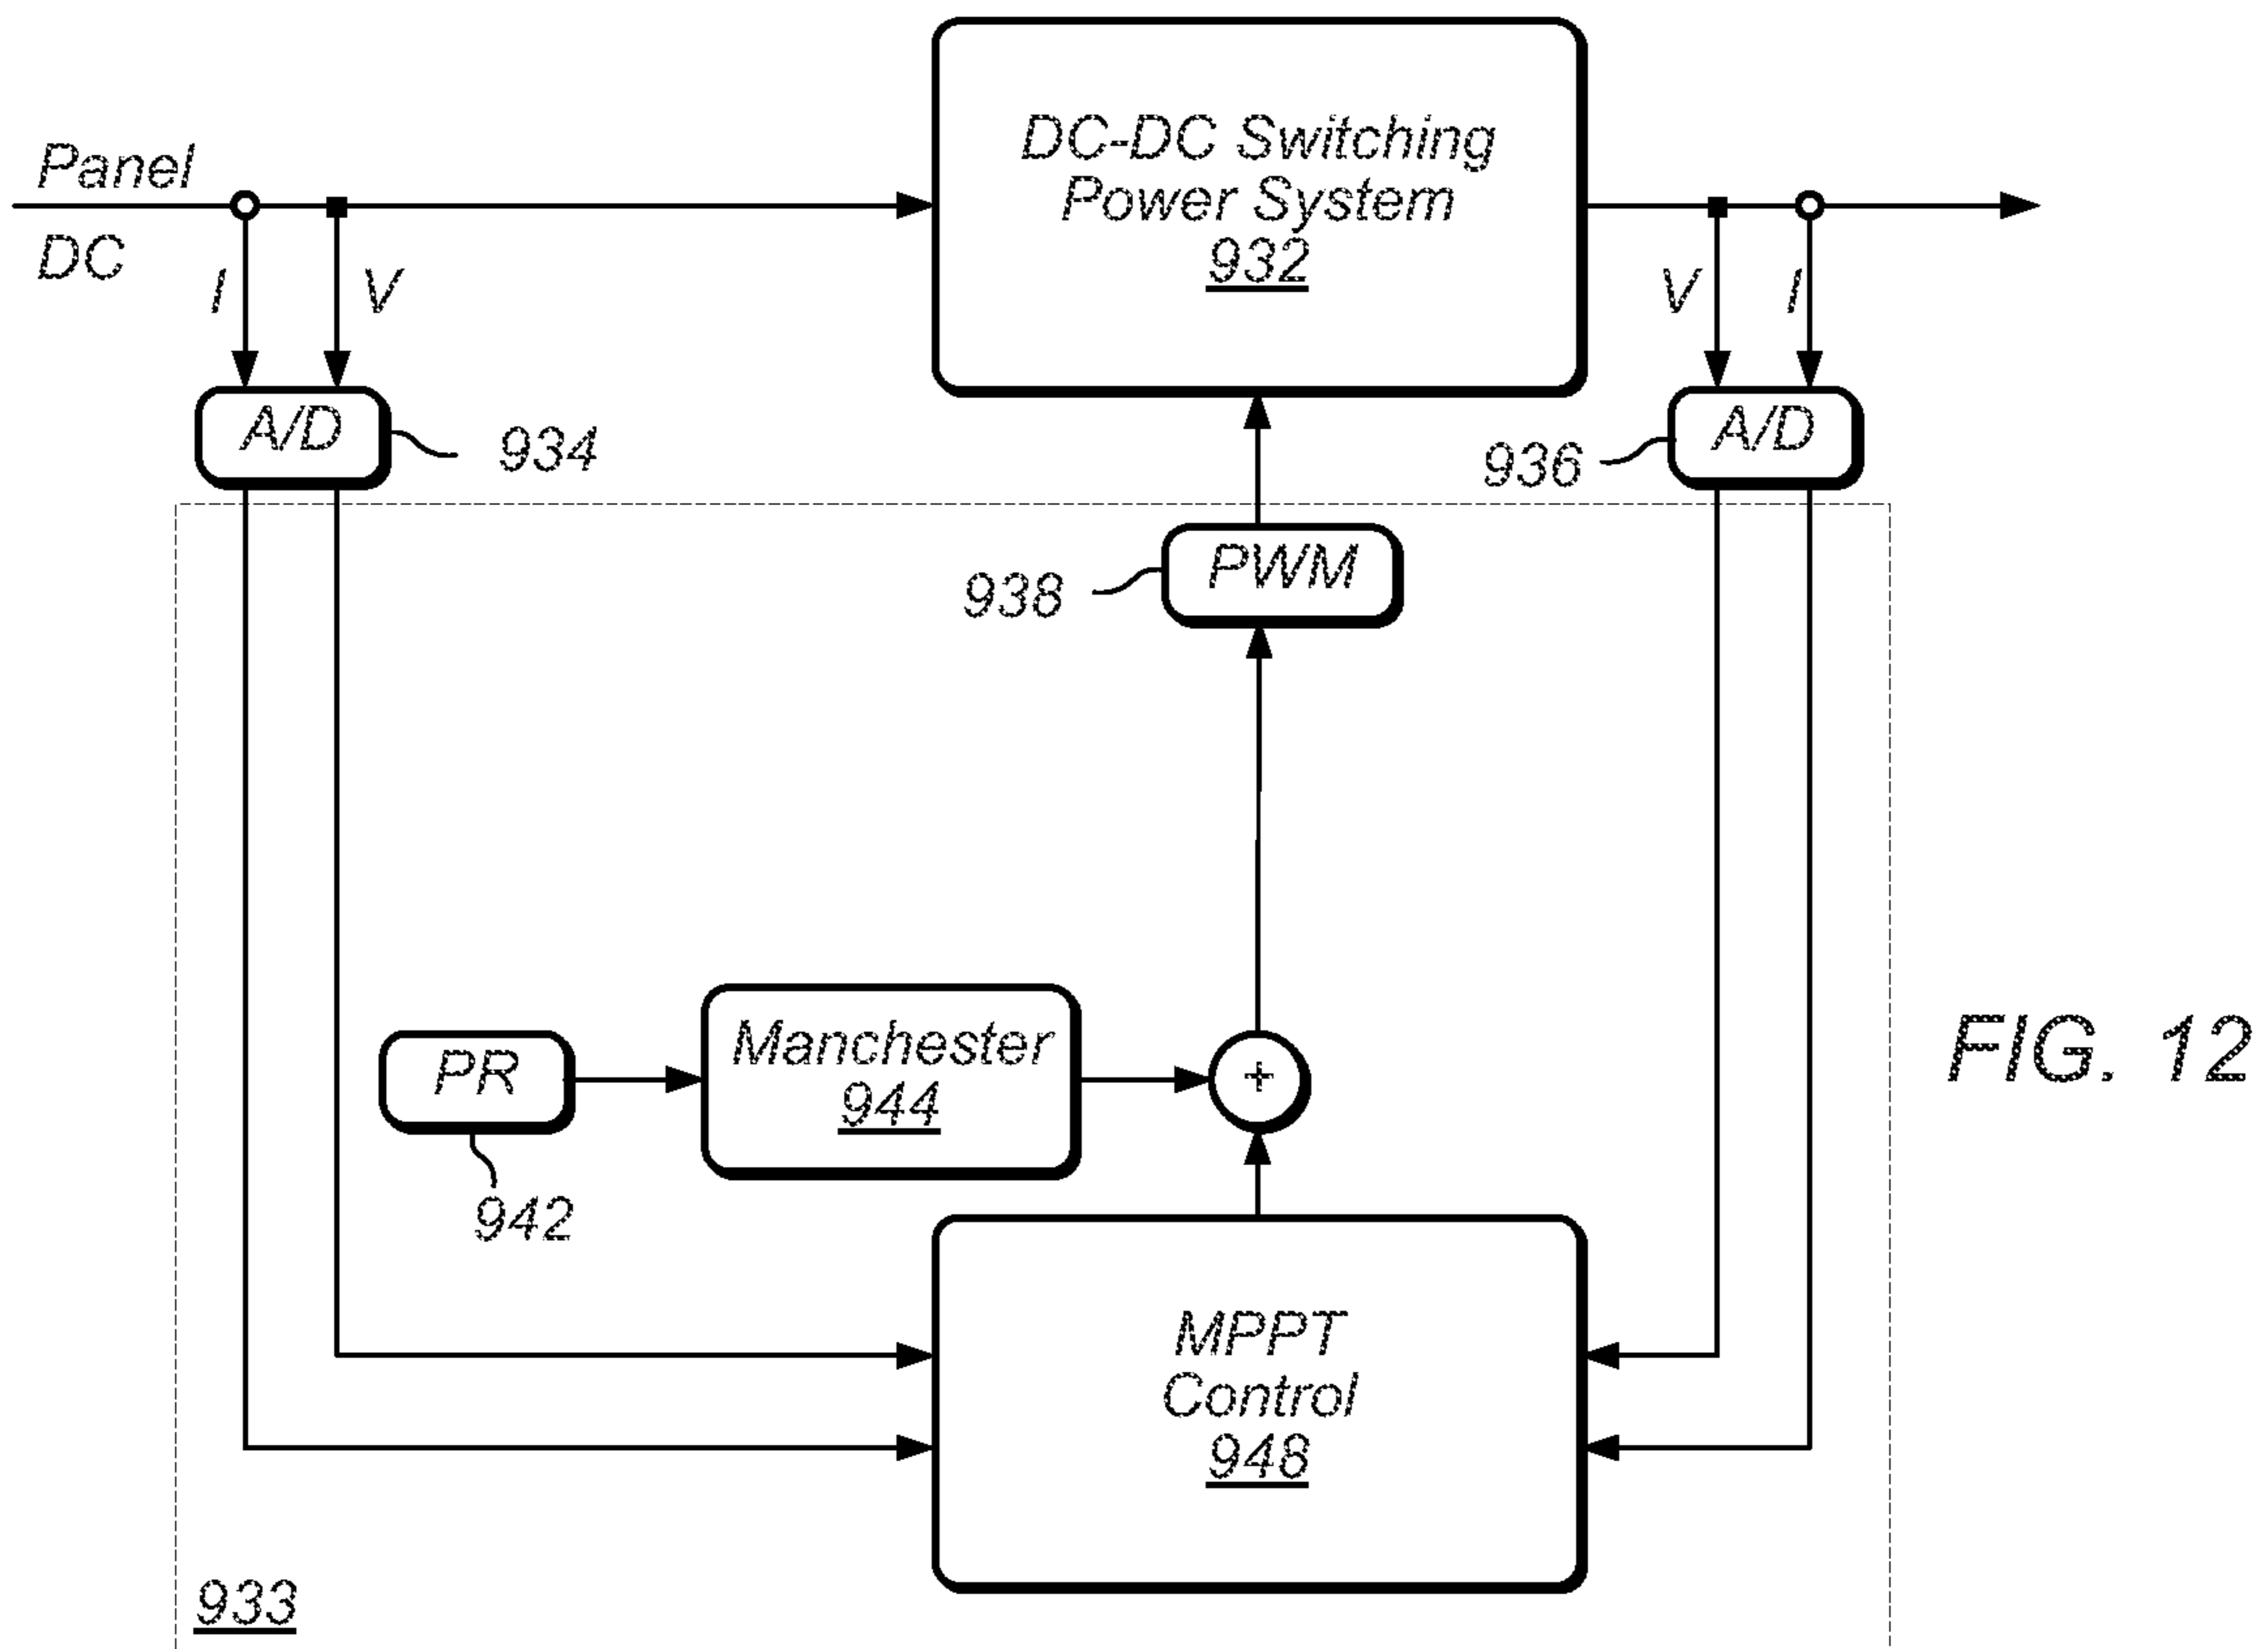 DC-DC Switching
Power System
932
Panel
DC
I
V
V
I
A/D
934
936
A/D
938
PWM
PR
942
Manchester
944
+
FIG. 12
MPPT
Control
948
933